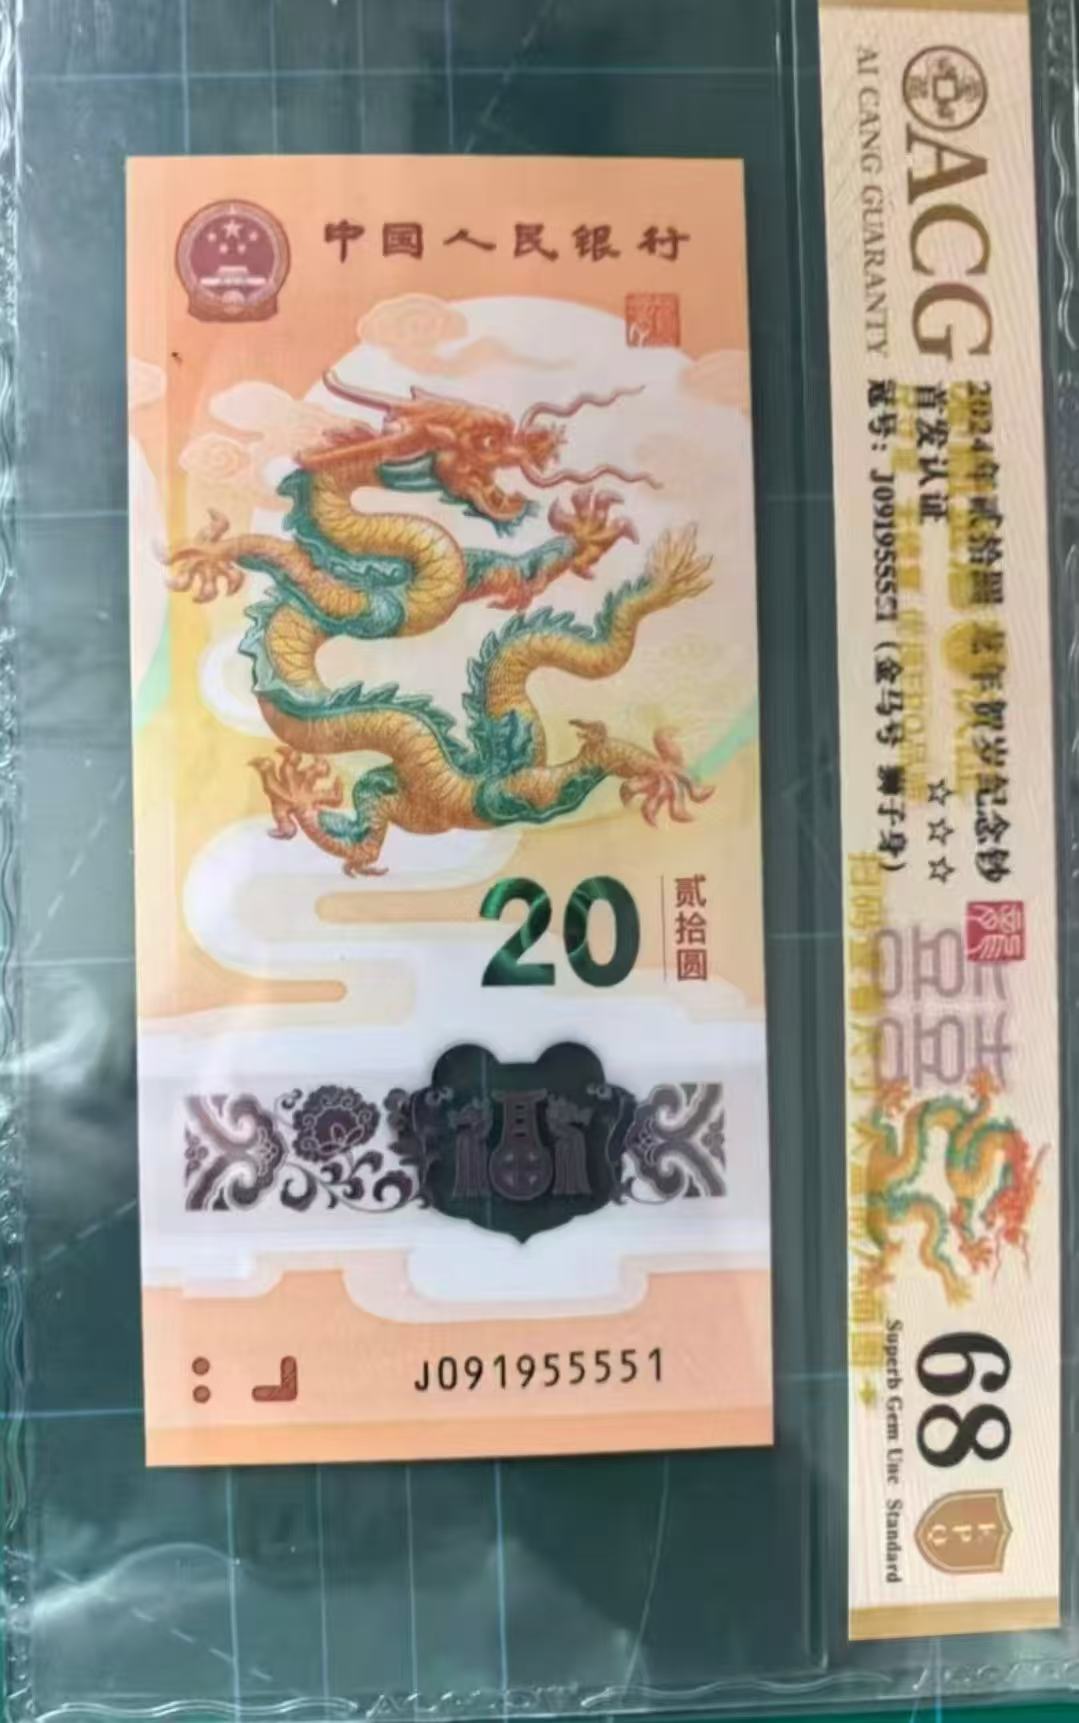 中国人民银行
20
贰拾圆
J091955551
ACG
AI CANG GUARANTY
2024年贰拾圆 龙年贺岁纪念钞
首发认证 ☆☆☆
冠号：J091955551（金马号 狮子身）
68
Superb Gem Unc Standard
EPQ